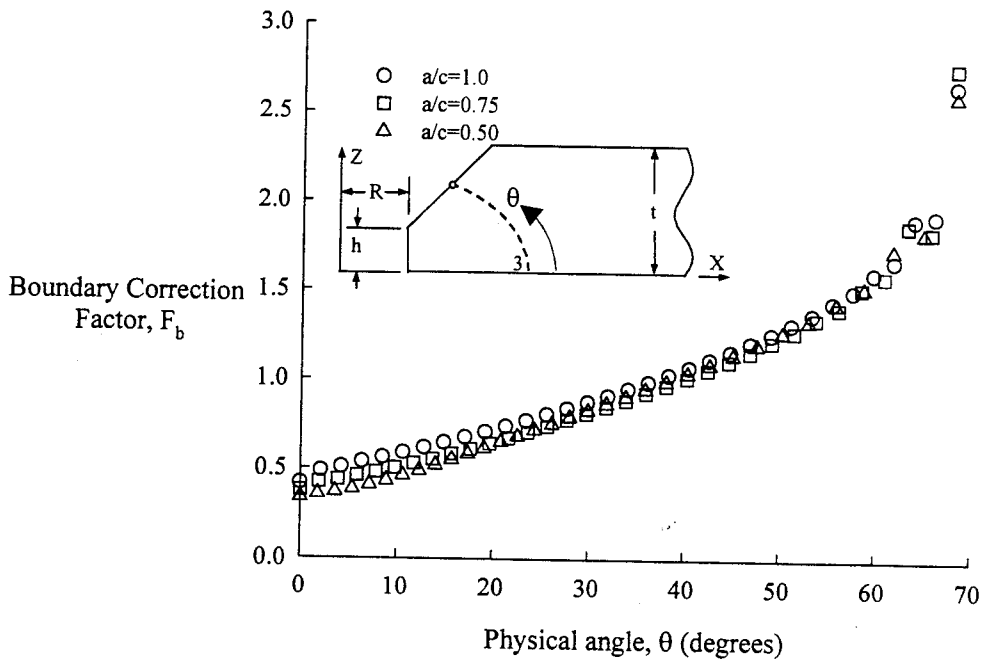 3.0
2.5
2.0
1.5
1.0
0.5
0.0
Boundary Correction
Factor, F_b
a/c=1.0
a/c=0.75
a/c=0.50
Z
R
h
θ
t
3
X
0 10 20 30 40 50 60 70
Physical angle, θ (degrees)